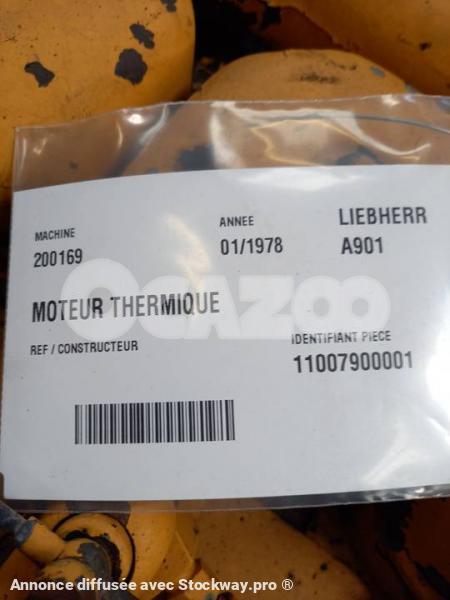 MACHINE
200169
ANNEE
01/1978
LIEBHERR
A901
OCAZOO
MOTEUR THERMIQUE
REF / CONSTRUCTEUR
IDENTIFIANT PIECE
11007900001
Annonce diffusée avec Stockway.pro ®